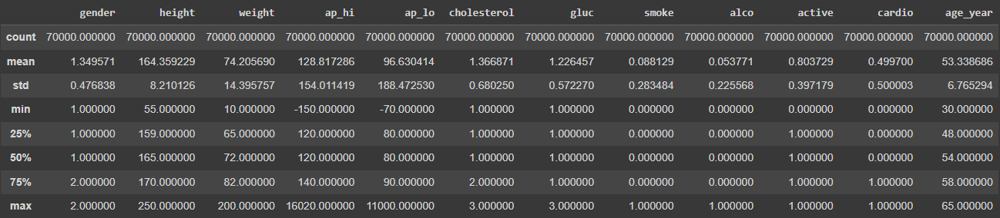 gender height weight ap_hi ap_lo cholesterol gluc smoke alco active cardio age_year
count 70000.000000 70000.000000 70000.000000 70000.000000 70000.000000 70000.000000 70000.000000 70000.000000 70000.000000 70000.000000 70000.000000 70000.000000
mean 1.349571 164.359229 74.205690 128.817286 96.630414 1.366871 1.226457 0.088129 0.053771 0.803729 0.499700 53.338686
std 0.476838 8.210126 14.395757 154.011419 188.472530 0.680250 0.572270 0.283484 0.225568 0.397179 0.500003 6.765294
min 1.000000 55.000000 10.000000 -150.000000 -70.000000 1.000000 1.000000 0.000000 0.000000 0.000000 0.000000 30.000000
25% 1.000000 159.000000 65.000000 120.000000 80.000000 1.000000 1.000000 0.000000 0.000000 1.000000 0.000000 48.000000
50% 1.000000 165.000000 72.000000 120.000000 80.000000 1.000000 1.000000 0.000000 0.000000 1.000000 0.000000 54.000000
75% 2.000000 170.000000 82.000000 140.000000 90.000000 2.000000 1.000000 0.000000 0.000000 1.000000 1.000000 58.000000
max 2.000000 250.000000 200.000000 16020.000000 11000.000000 3.000000 3.000000 1.000000 1.000000 1.000000 1.000000 65.000000